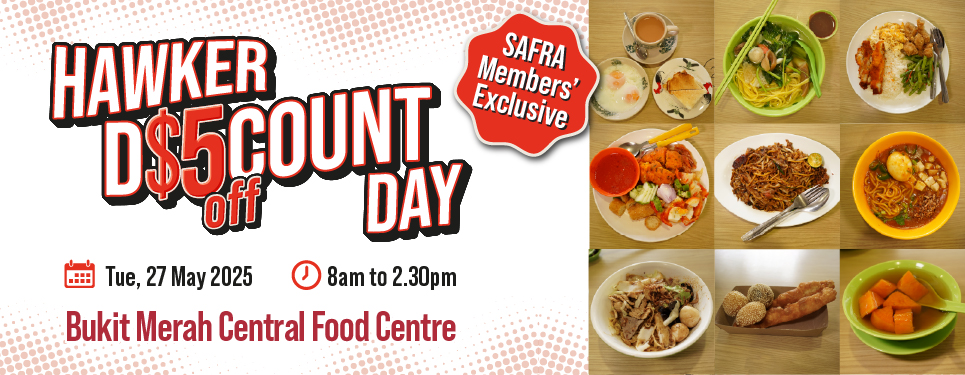 HAWKER
D$5COUNT
off
DAY
SAFRA
Members'
Exclusive
Tue, 27 May 2025
8am to 2.30pm
Bukit Merah Central Food Centre